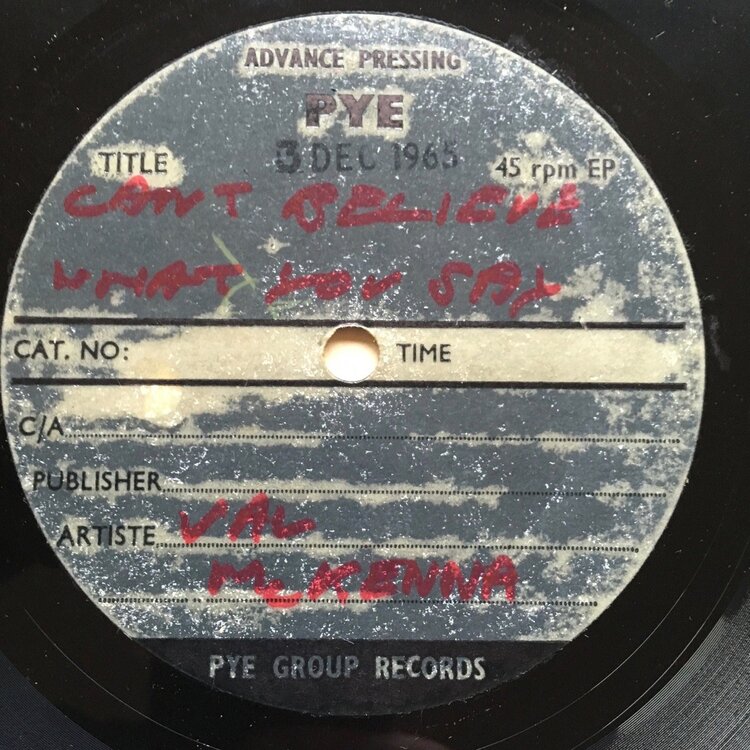 ADVANCE PRESSING
PYE
3 DEC 1965
TITLE 45 rpm EP
CANT BELIEVE
WHAT YOU SAY
CAT. NO: TIME
C/A
PUBLISHER
ARTISTE VAL
McKENNA
PYE GROUP RECORDS